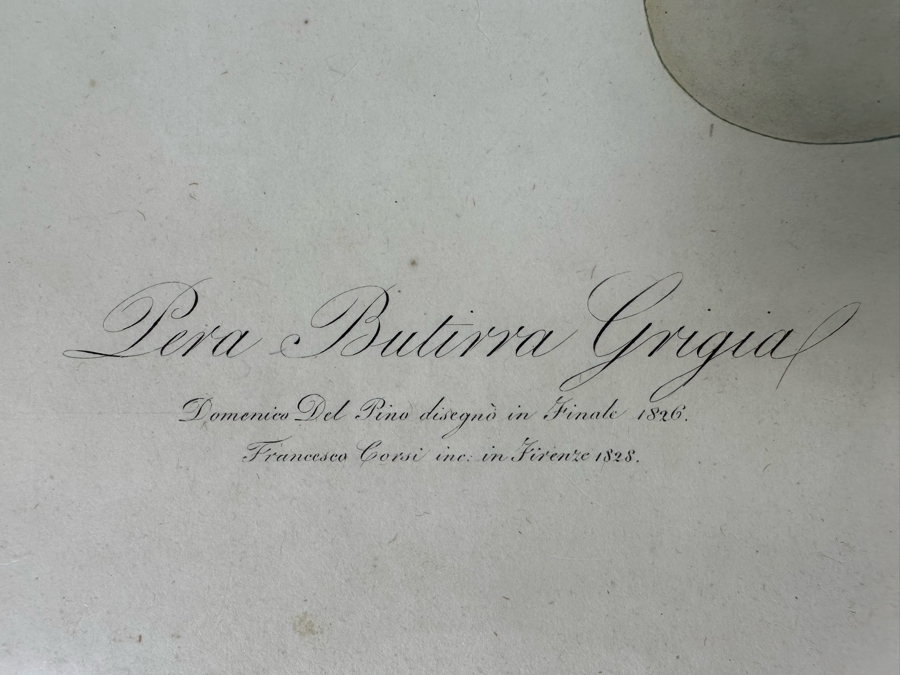 Pera Butirra Grigia
Domenico Del Pino disegnò in Finale 1826.
Francesco Corsi inc: in Firenze 1828.